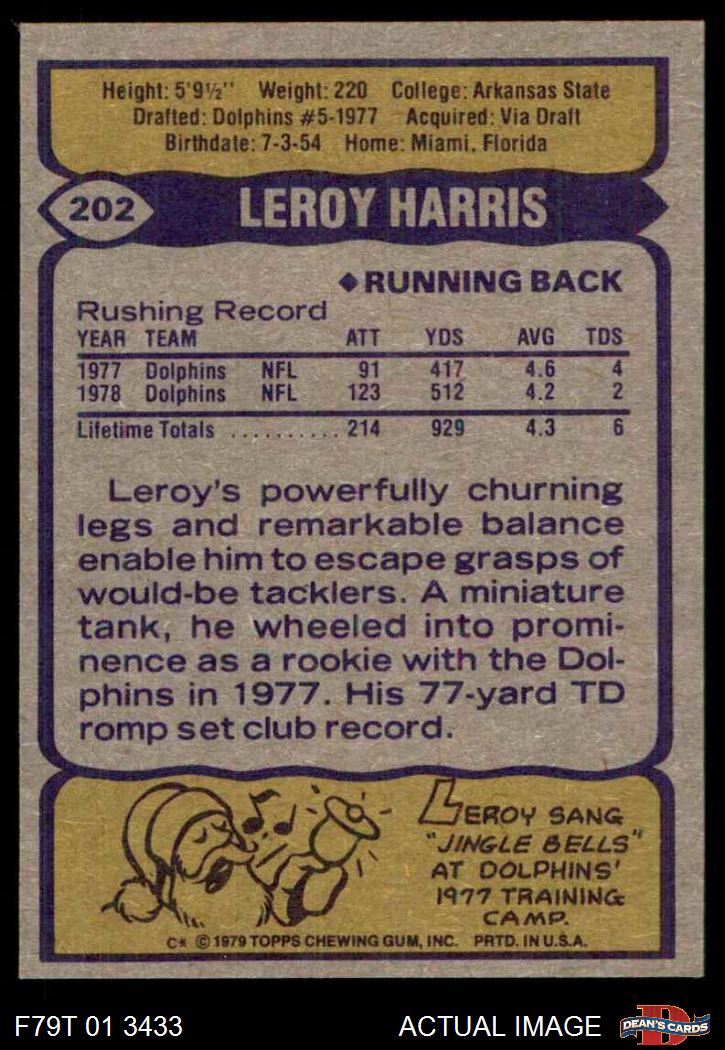 Height: 5'9½" Weight: 220 College: Arkansas State
Drafted: Dolphins #5-1977 Acquired: Via Draft
Birthdate: 7-3-54 Home: Miami, Florida
202 LEROY HARRIS
◆RUNNING BACK
Rushing Record
YEAR TEAM ATT YDS AVG TDS
1977 Dolphins NFL 91 417 4.6 4
1978 Dolphins NFL 123 512 4.2 2
Lifetime Totals .......... 214 929 4.3 6
Leroy's powerfully churning
legs and remarkable balance
enable him to escape grasps of
would-be tacklers. A miniature
tank, he wheeled into promi-
nence as a rookie with the Dol-
phins in 1977. His 77-yard TD
romp set club record.
LEROY SANG
"JINGLE BELLS"
AT DOLPHINS'
1977 TRAINING
CAMP.
C* © 1979 TOPPS CHEWING GUM, INC. PRTD. IN U.S.A.
F79T 01 3433 ACTUAL IMAGE D DEAN'S CARDS